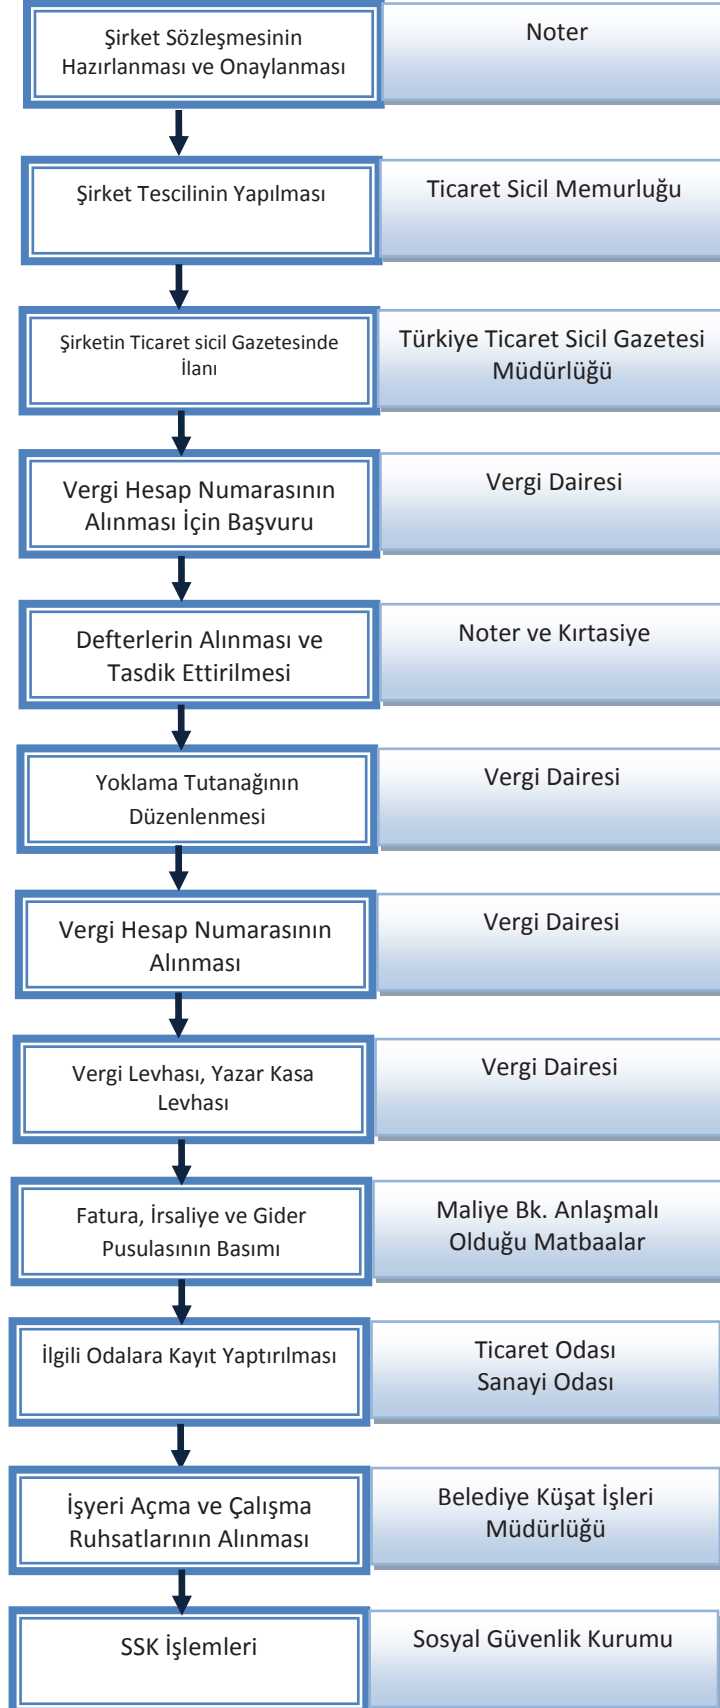 Şirket Sözleşmesinin
Hazırlanması ve Onaylanması
Noter
Şirket Tescilinin Yapılması
Ticaret Sicil Memurluğu
Şirketin Ticaret sicil Gazetesinde
İlanı
Türkiye Ticaret Sicil Gazetesi
Müdürlüğü
Vergi Hesap Numarasının
Alınması İçin Başvuru
Vergi Dairesi
Defterlerin Alınması ve
Tasdik Ettirilmesi
Noter ve Kırtasiye
Yoklama Tutanağının
Düzenlenmesi
Vergi Dairesi
Vergi Hesap Numarasının
Alınması
Vergi Dairesi
Vergi Levhası, Yazar Kasa
Levhası
Vergi Dairesi
Fatura, İrsaliye ve Gider
Pusulasının Basımı
Maliye Bk. Anlaşmalı
Olduğu Matbaalar
İlgili Odalara Kayıt Yaptırılması
Ticaret Odası
Sanayi Odası
İşyeri Açma ve Çalışma
Ruhsatlarının Alınması
Belediye Küşat İşleri
Müdürlüğü
SSK İşlemleri
Sosyal Güvenlik Kurumu